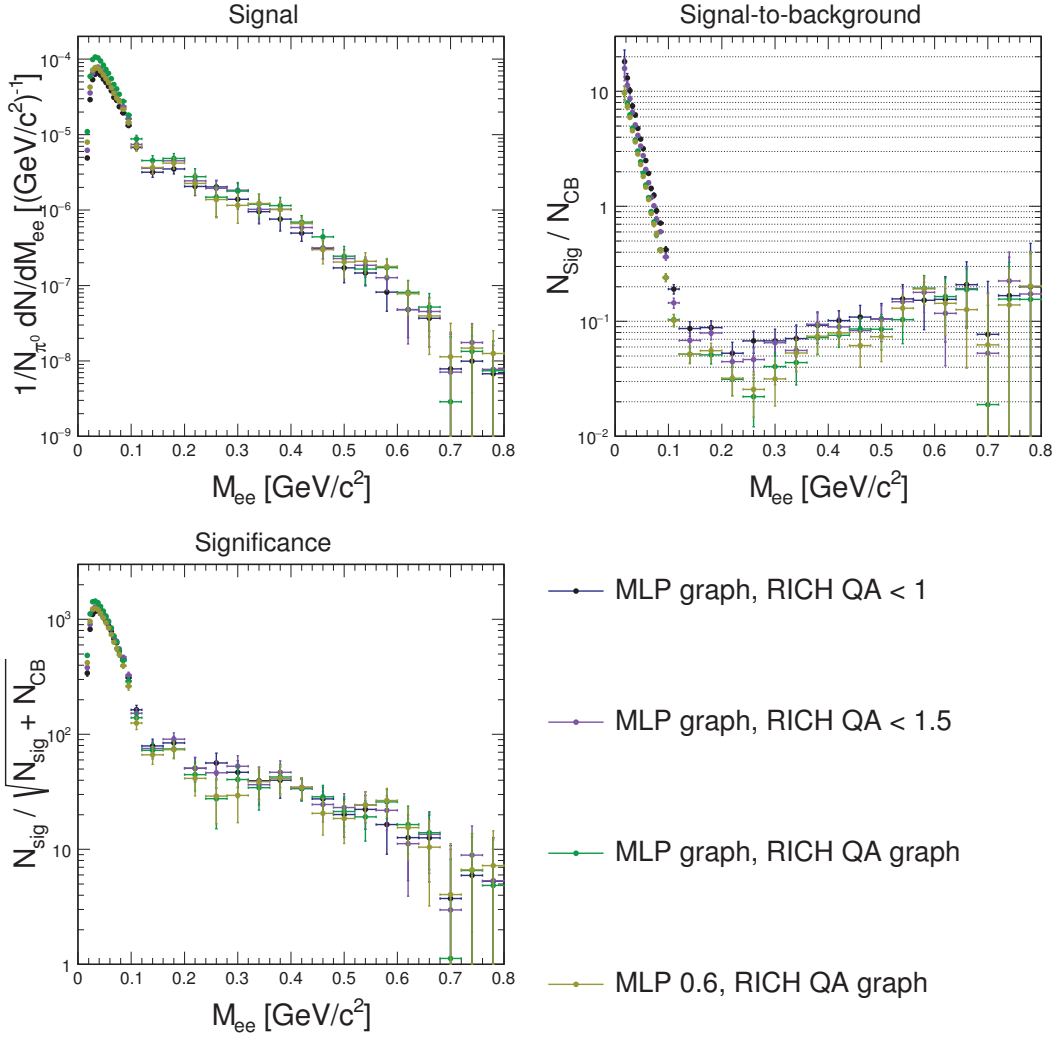 Signal
1/N_π⁰ dN/dM_ee [(GeV/c²)⁻¹]
10⁻⁴
10⁻⁵
10⁻⁶
10⁻⁷
10⁻⁸
10⁻⁹
0 0.1 0.2 0.3 0.4 0.5 0.6 0.7 0.8
M_ee [GeV/c²]
Signal-to-background
N_Sig / N_CB
10
1
10⁻¹
10⁻²
0 0.1 0.2 0.3 0.4 0.5 0.6 0.7 0.8
M_ee [GeV/c²]
Significance
N_sig / √N_sig + N_CB
10³
10²
10
1
0 0.1 0.2 0.3 0.4 0.5 0.6 0.7 0.8
M_ee [GeV/c²]
MLP graph, RICH QA < 1
MLP graph, RICH QA < 1.5
MLP graph, RICH QA graph
MLP 0.6, RICH QA graph